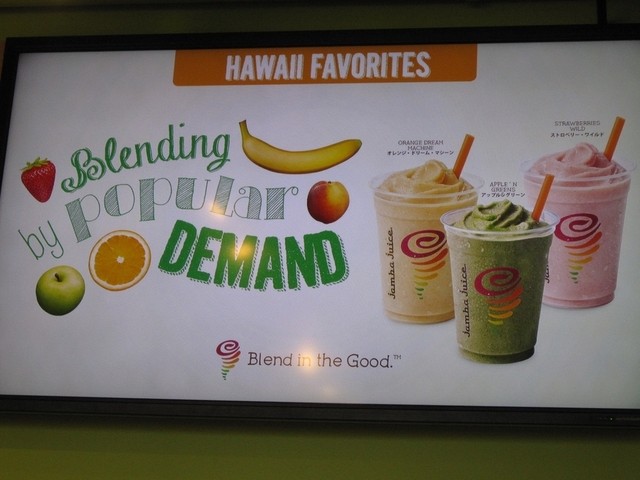 HAWAII FAVORITES
Blending
by popular
DEMAND
Blend in the Good.™
ORANGE DREAM
MACHINE
オレンジ・ドリーム・マシーン
Jamba Juice
APPLE 'N
GREENS
アップルングリーン
Jamba Juice
STRAWBERRIES
WILD
ストロベリー・ワイルド